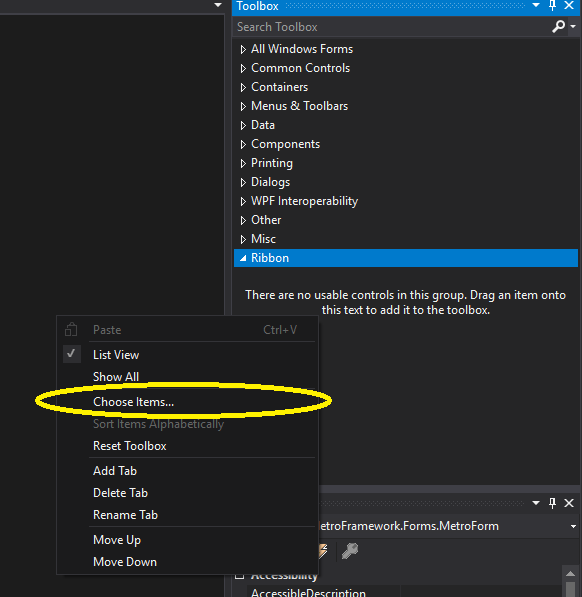 Toolbox
Search Toolbox
All Windows Forms
Common Controls
Containers
Menus & Toolbars
Data
Components
Printing
Dialogs
WPF Interoperability
Other
Misc
Ribbon
There are no usable controls in this group. Drag an item onto
this text to add it to the toolbox.
Paste Ctrl+V
List View
Show All
Choose Items...
Sort Items Alphabetically
Reset Toolbox
Add Tab
Delete Tab
Rename Tab
Move Up
Move Down
etroFramework.Forms.MetroForm
Accessibility
AccessibleDescription